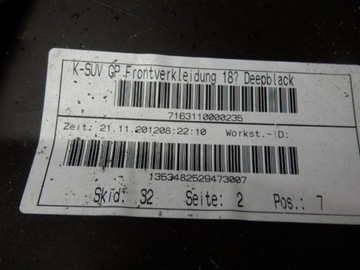 K-SUV GP Frontverkleidung 18? Deepblack
7163110000235
Zeit: 21.11.201208:22:10 Workst.-ID:
1353482529473007
Skid: 32 Seite: 2 Pos.: 7